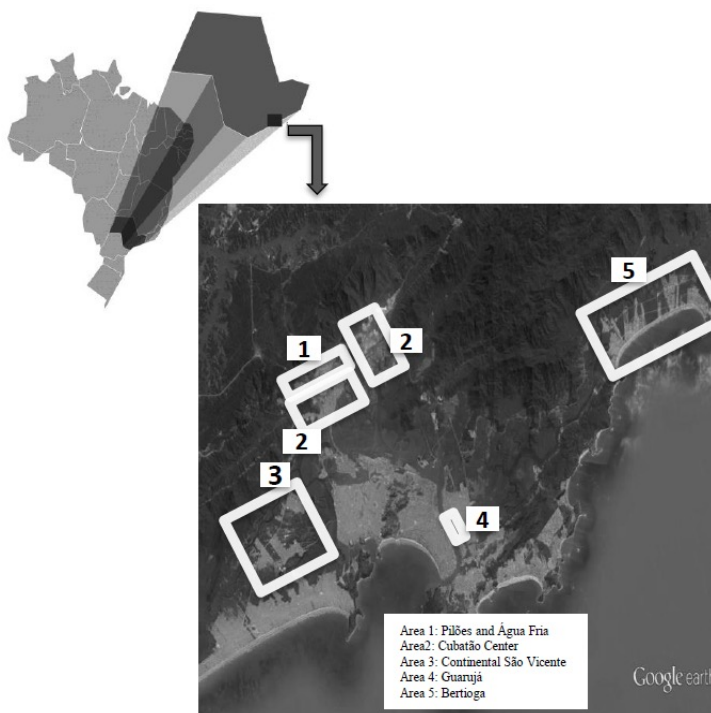 5
1
2
2
3
4
Area 1: Pilões and Água Fria
Area2: Cubatão Center
Area 3: Continental São Vicente
Area 4: Guarujá
Area 5: Bertioga
Google earth